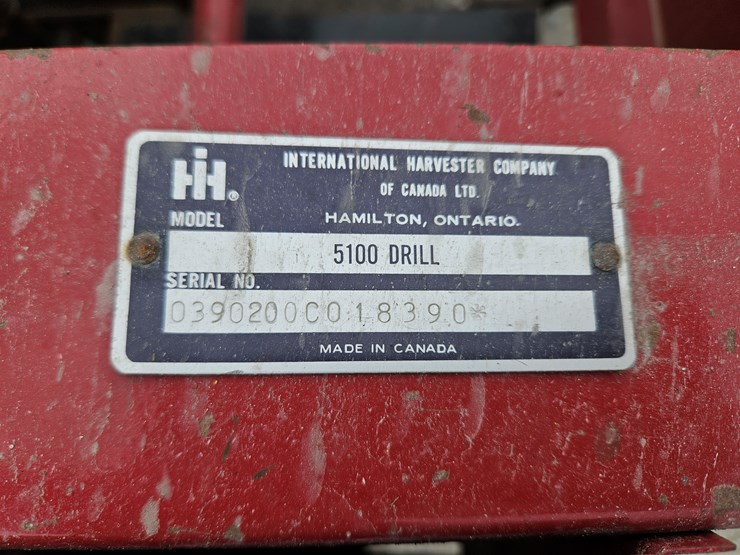 IH®
INTERNATIONAL HARVESTER COMPANY
OF CANADA LTD.
HAMILTON, ONTARIO.
MODEL
5100 DRILL
SERIAL NO.
0390200C018390*
MADE IN CANADA